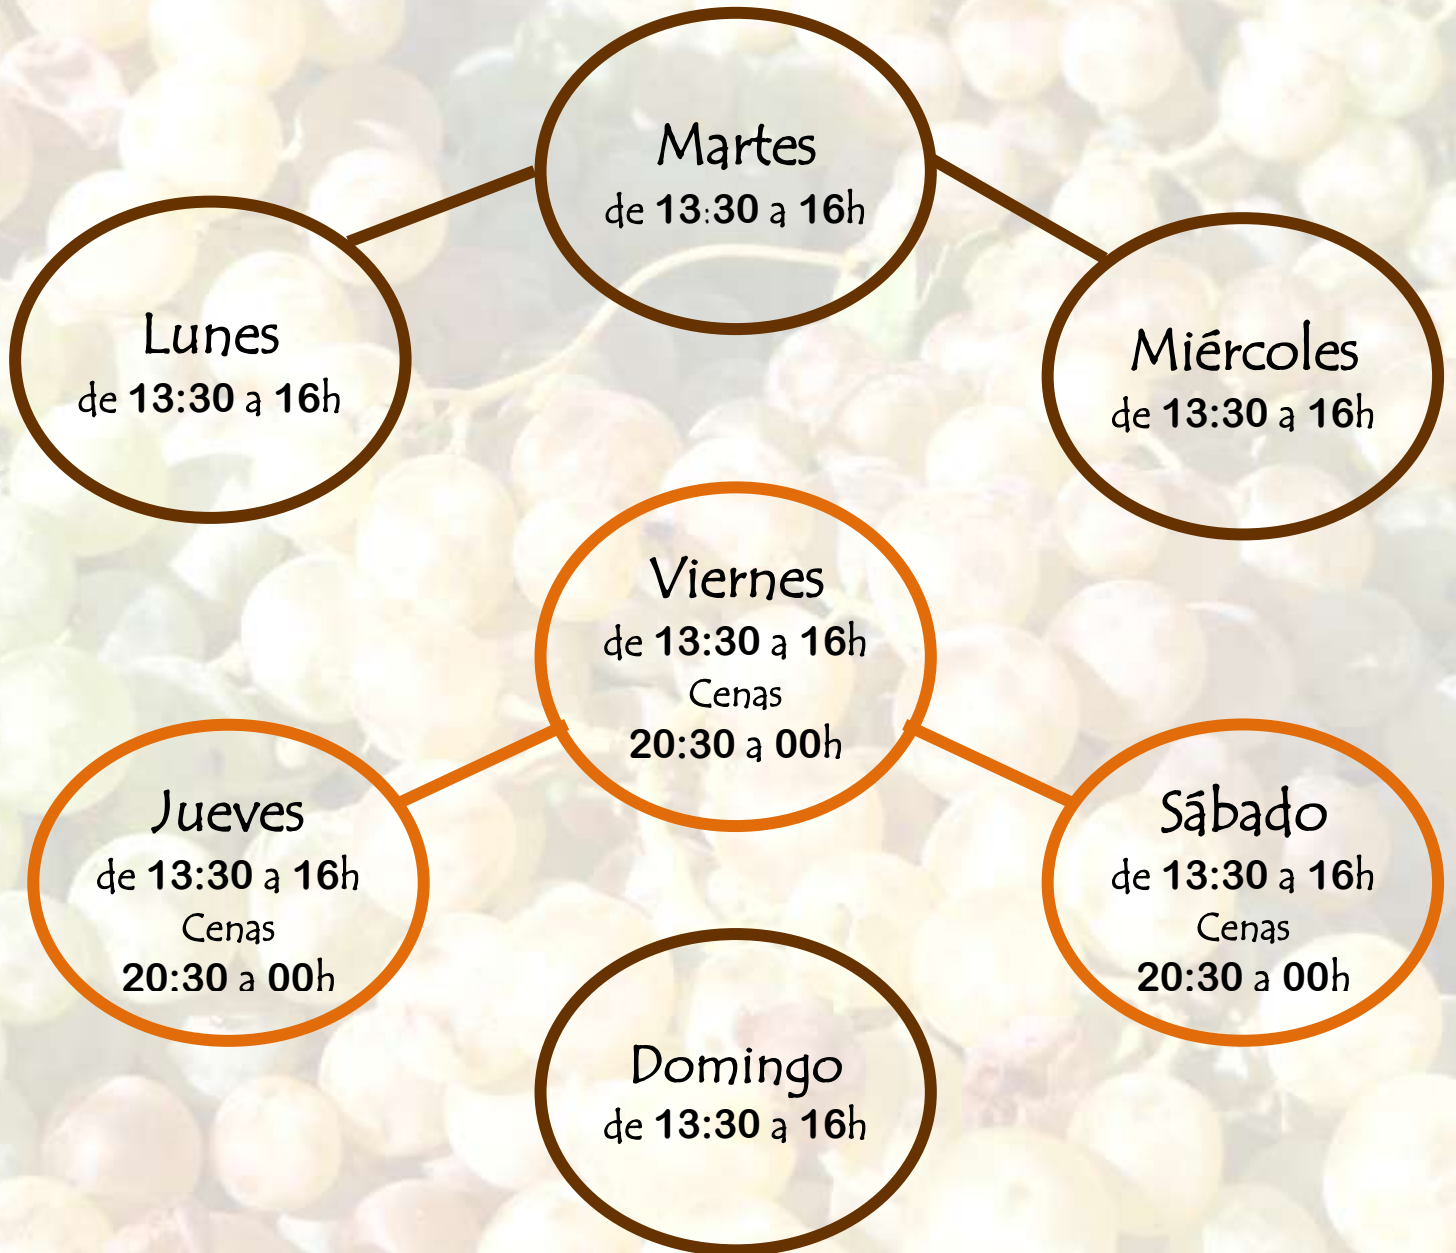 Martes
de 13:30 a 16h
Lunes
de 13:30 a 16h
Miércoles
de 13:30 a 16h
Viernes
de 13:30 a 16h
Cenas
20:30 a 00h
Jueves
de 13:30 a 16h
Cenas
20:30 a 00h
Sábado
de 13:30 a 16h
Cenas
20:30 a 00h
Domingo
de 13:30 a 16h